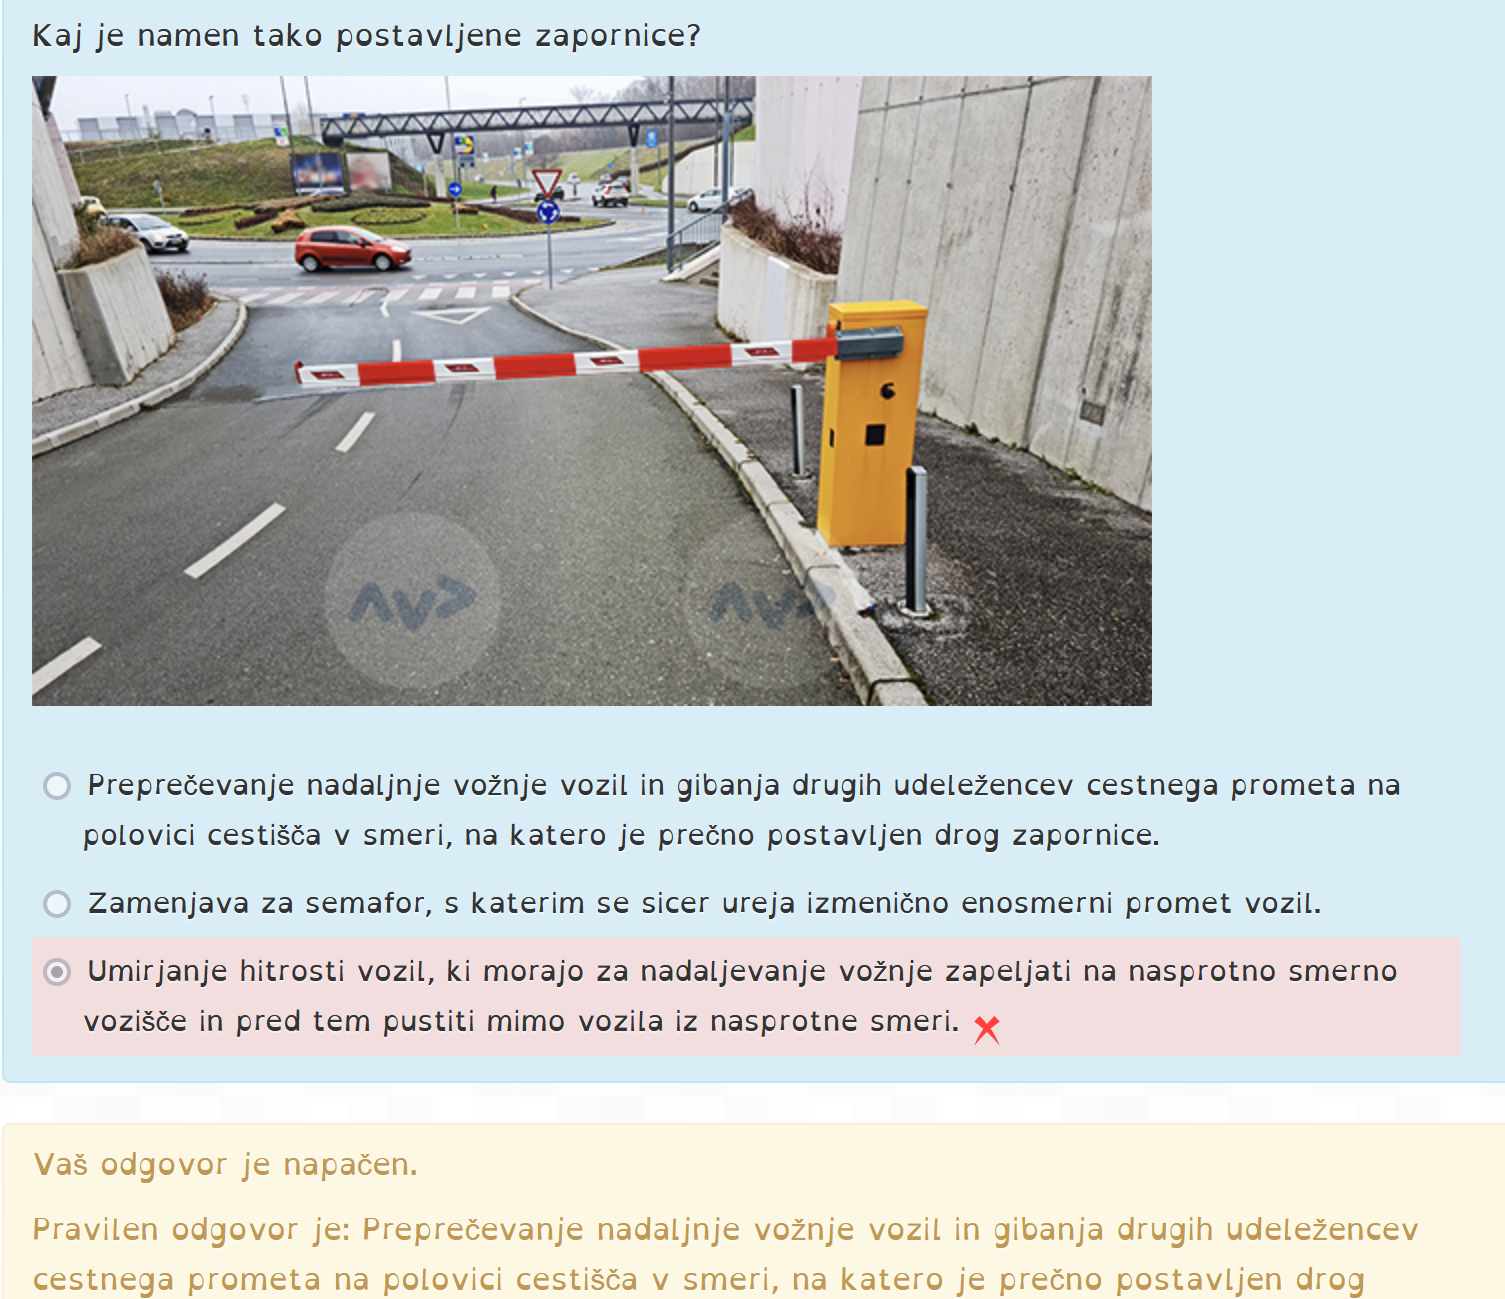 Kaj je namen tako postavljene zapornice?
Preprečevanje nadaljnje vožnje vozil in gibanja drugih udeležencev cestnega prometa na
polovici cestišča v smeri, na katero je prečno postavljen drog zapornice.
Zamenjava za semafor, s katerim se sicer ureja izmenično enosmerni promet vozil.
Umirjanje hitrosti vozil, ki morajo za nadaljevanje vožnje zapeljati na nasprotno smerno
vozišče in pred tem pustiti mimo vozila iz nasprotne smeri.
Vaš odgovor je napačen.
Pravilen odgovor je: Preprečevanje nadaljnje vožnje vozil in gibanja drugih udeležencev
cestnega prometa na polovici cestišča v smeri, na katero je prečno postavljen drog